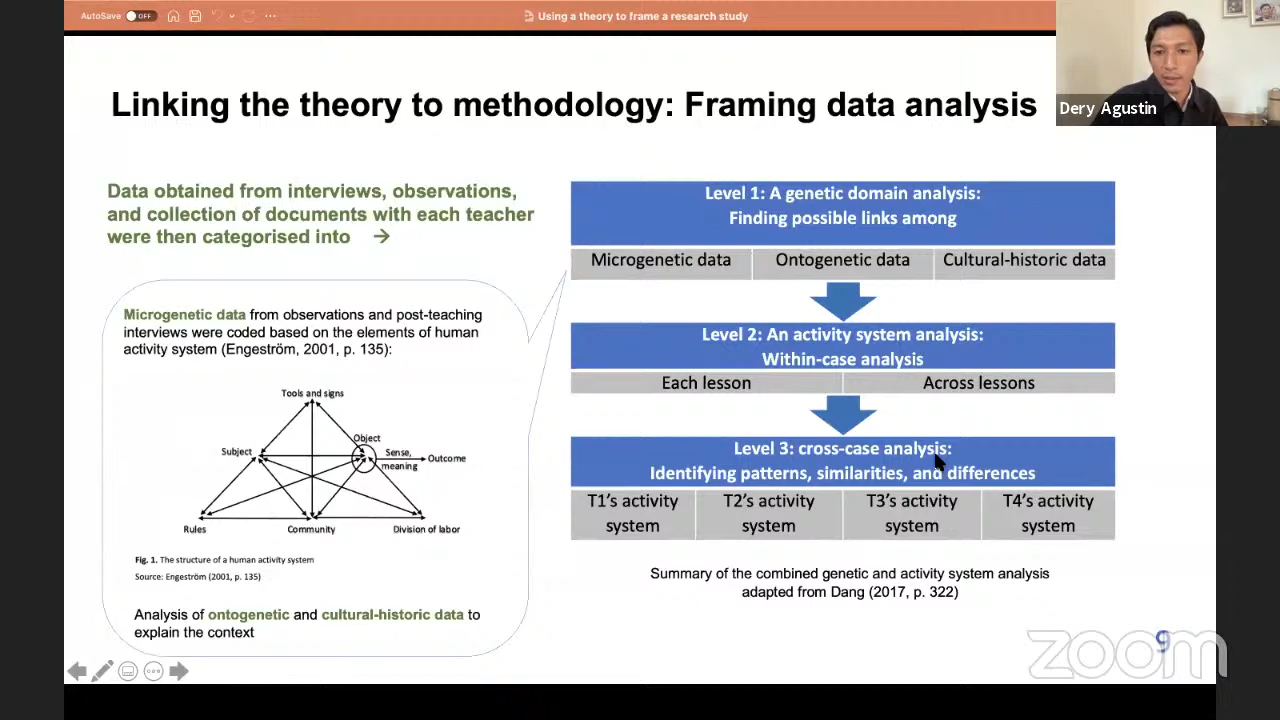 AutoSave OFF
Using a theory to frame a research study
Dery Agustin
Linking the theory to methodology: Framing data analysis
Data obtained from interviews, observations,
and collection of documents with each teacher
were then categorised into →
Microgenetic data from observations and post-teaching
interviews were coded based on the elements of human
activity system (Engeström, 2001, p. 135):
Tools and signs
Object
Subject
Sense,
meaning
Outcome
Rules
Community
Division of labor
Fig. 1. The structure of a human activity system
Source: Engeström (2001, p. 135)
Analysis of ontogenetic and cultural-historic data to
explain the context
Level 1: A genetic domain analysis:
Finding possible links among
Microgenetic data
Ontogenetic data
Cultural-historic data
Level 2: An activity system analysis:
Within-case analysis
Each lesson
Across lessons
Level 3: cross-case analysis:
Identifying patterns, similarities, and differences
T1's activity
system
T2's activity
system
T3's activity
system
T4's activity
system
Summary of the combined genetic and activity system analysis
adapted from Dang (2017, p. 322)
9
zoom